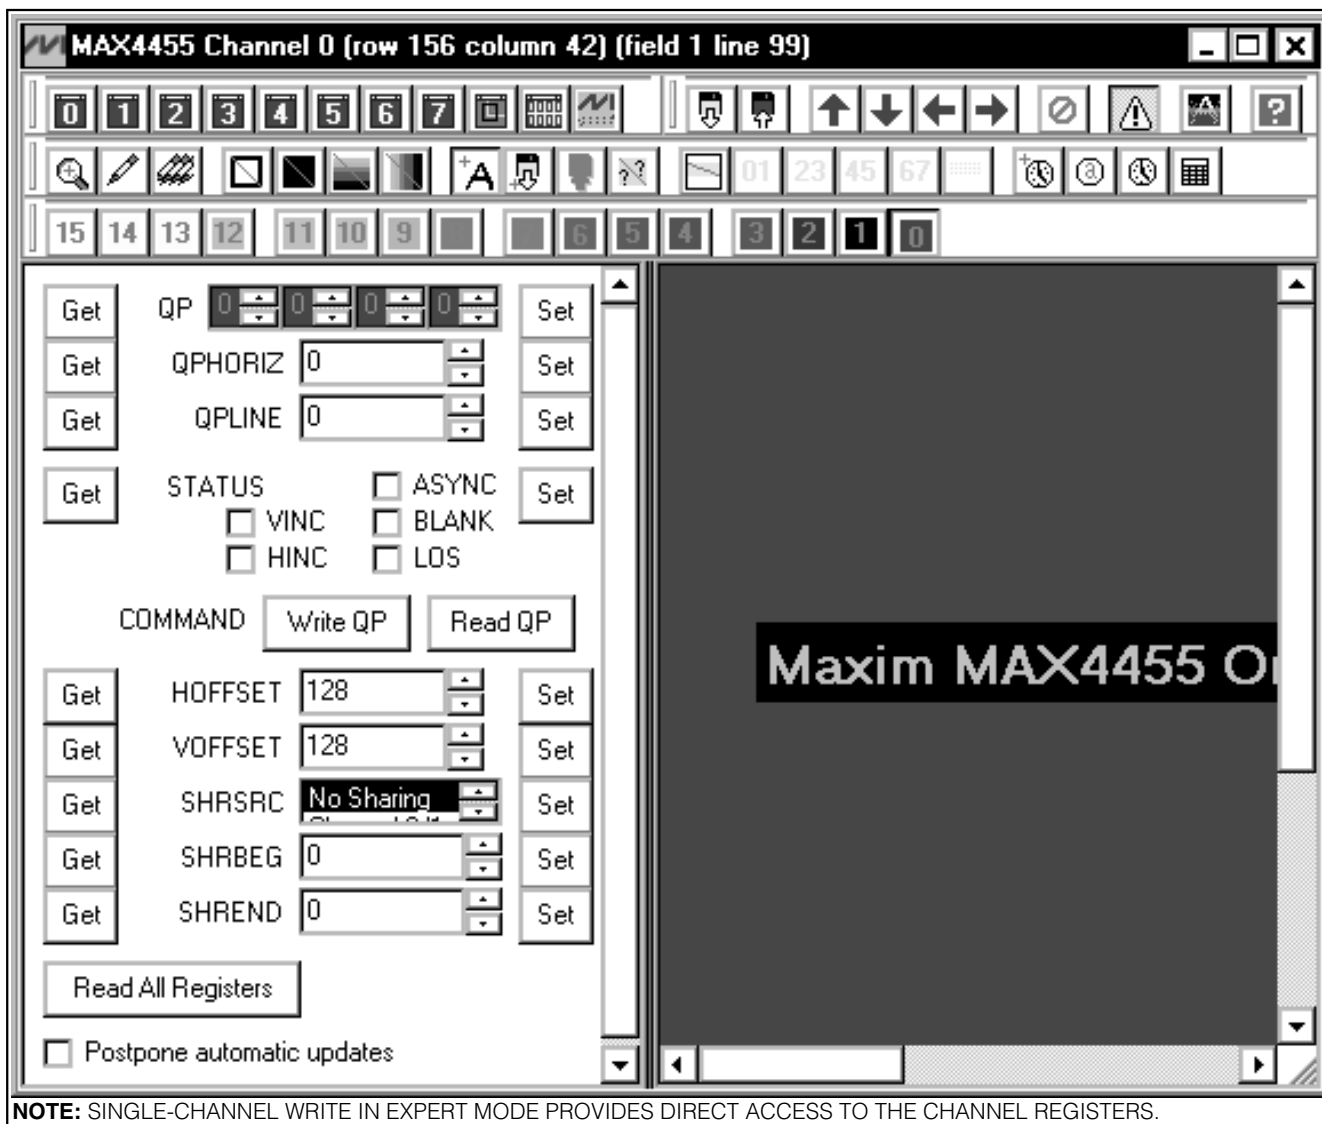 MAX4455 Channel 0 (row 156 column 42) (field 1 line 99)
0 1 2 3 4 5 6 7
A 01 23 45 67 a
15 14 13 12 11 10 9 6 5 4 3 2 1 0
Get QP 0 0 0 0 Set
Get QPHORIZ 0 Set
Get QPLINE 0 Set
Get STATUS ASYNC Set
VINC BLANK
HINC LOS
COMMAND Write QP Read QP
Get HOFFSET 128 Set
Get VOFFSET 128 Set
Get SHRSRC No Sharing Set
Get SHRBEG 0 Set
Get SHREND 0 Set
Read All Registers
Postpone automatic updates
Maxim MAX4455 O
NOTE: SINGLE-CHANNEL WRITE IN EXPERT MODE PROVIDES DIRECT ACCESS TO THE CHANNEL REGISTERS.